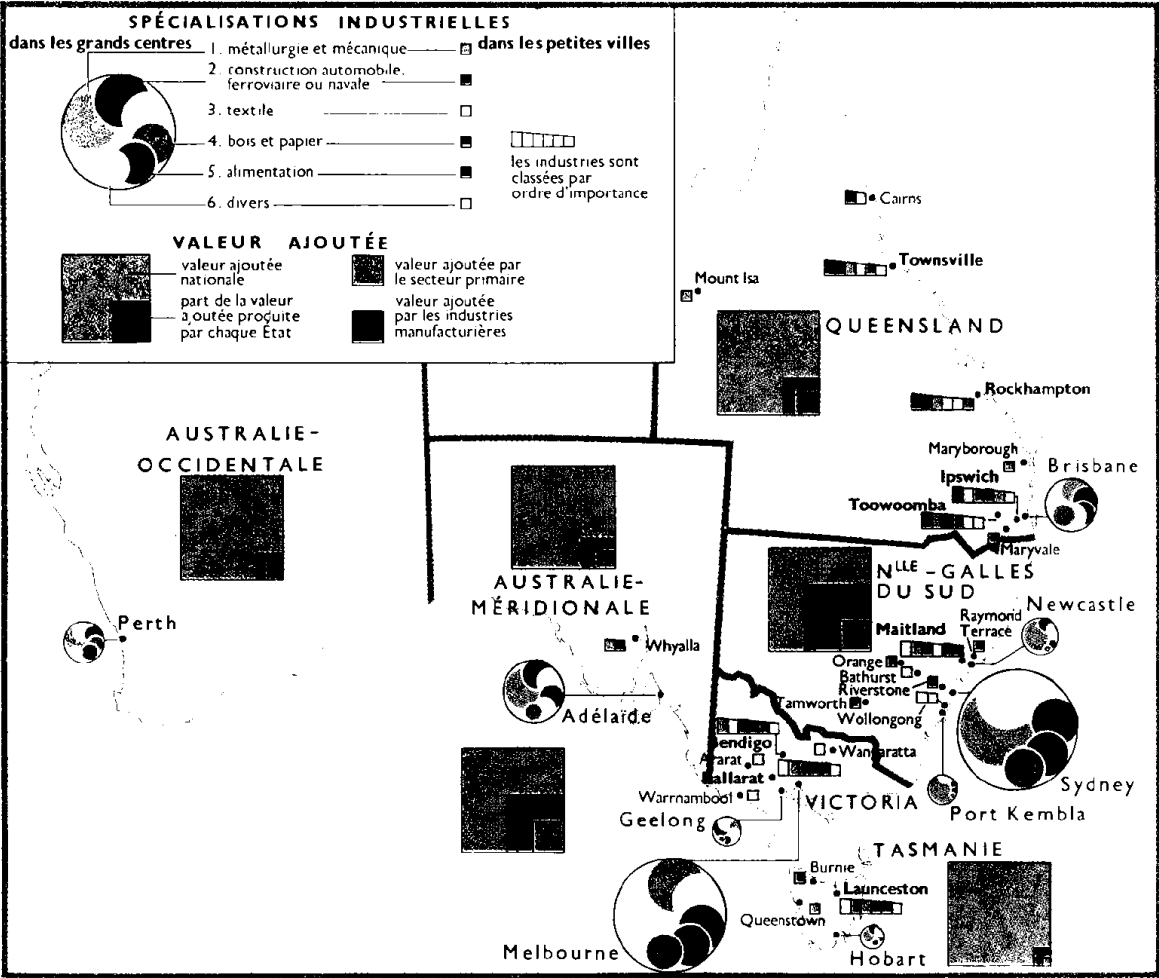 SPÉCIALISATIONS INDUSTRIELLES
dans les grands centres
dans les petites villes
1. métallurgie et mécanique
2. construction automobile,
ferroviaire ou navale
3. textile
4. bois et papier
5. alimentation
6. divers
les industries sont
classées par
ordre d'importance
VALEUR AJOUTÉE
valeur ajoutée
nationale
part de la valeur
ajoutée produite
par chaque État
valeur ajoutée par
le secteur primaire
valeur ajoutée
par les industries
manufacturières
Cairns
Townsville
Mount Isa
QUEENSLAND
Rockhampton
AUSTRALIE-
OCCIDENTALE
Maryborough
Brisbane
Ipswich
Toowoomba
Maryvale
AUSTRALIE-
MÉRIDIONALE
NLLE-GALLES
DU SUD
Newcastle
Raymond
Terrace
Maitland
Perth
Whyalla
Orange
Bathurst
Riverstone
Tamworth
Wollongong
Adélaïde
Bendigo
Wangaratta
Ararat
Ballarat
Sydney
Warrnambool
VICTORIA
Port Kembla
Geelong
TASMANIE
Burnie
Launceston
Queenstown
Melbourne
Hobart